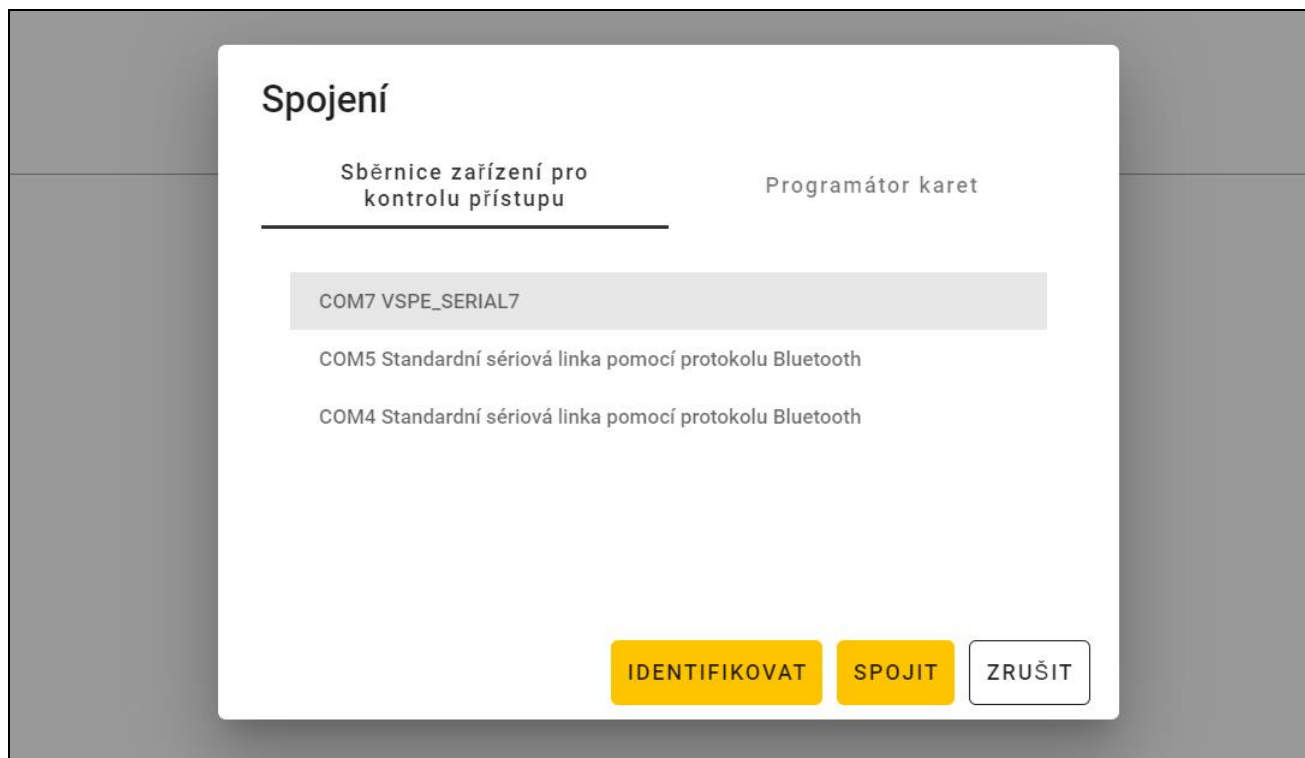 Spojení
Sběrnice zařízení pro
kontrolu přístupu
Programátor karet
COM7 VSPE_SERIAL7
COM5 Standardní sériová linka pomocí protokolu Bluetooth
COM4 Standardní sériová linka pomocí protokolu Bluetooth
IDENTIFIKOVAT SPOJIT ZRUŠIT